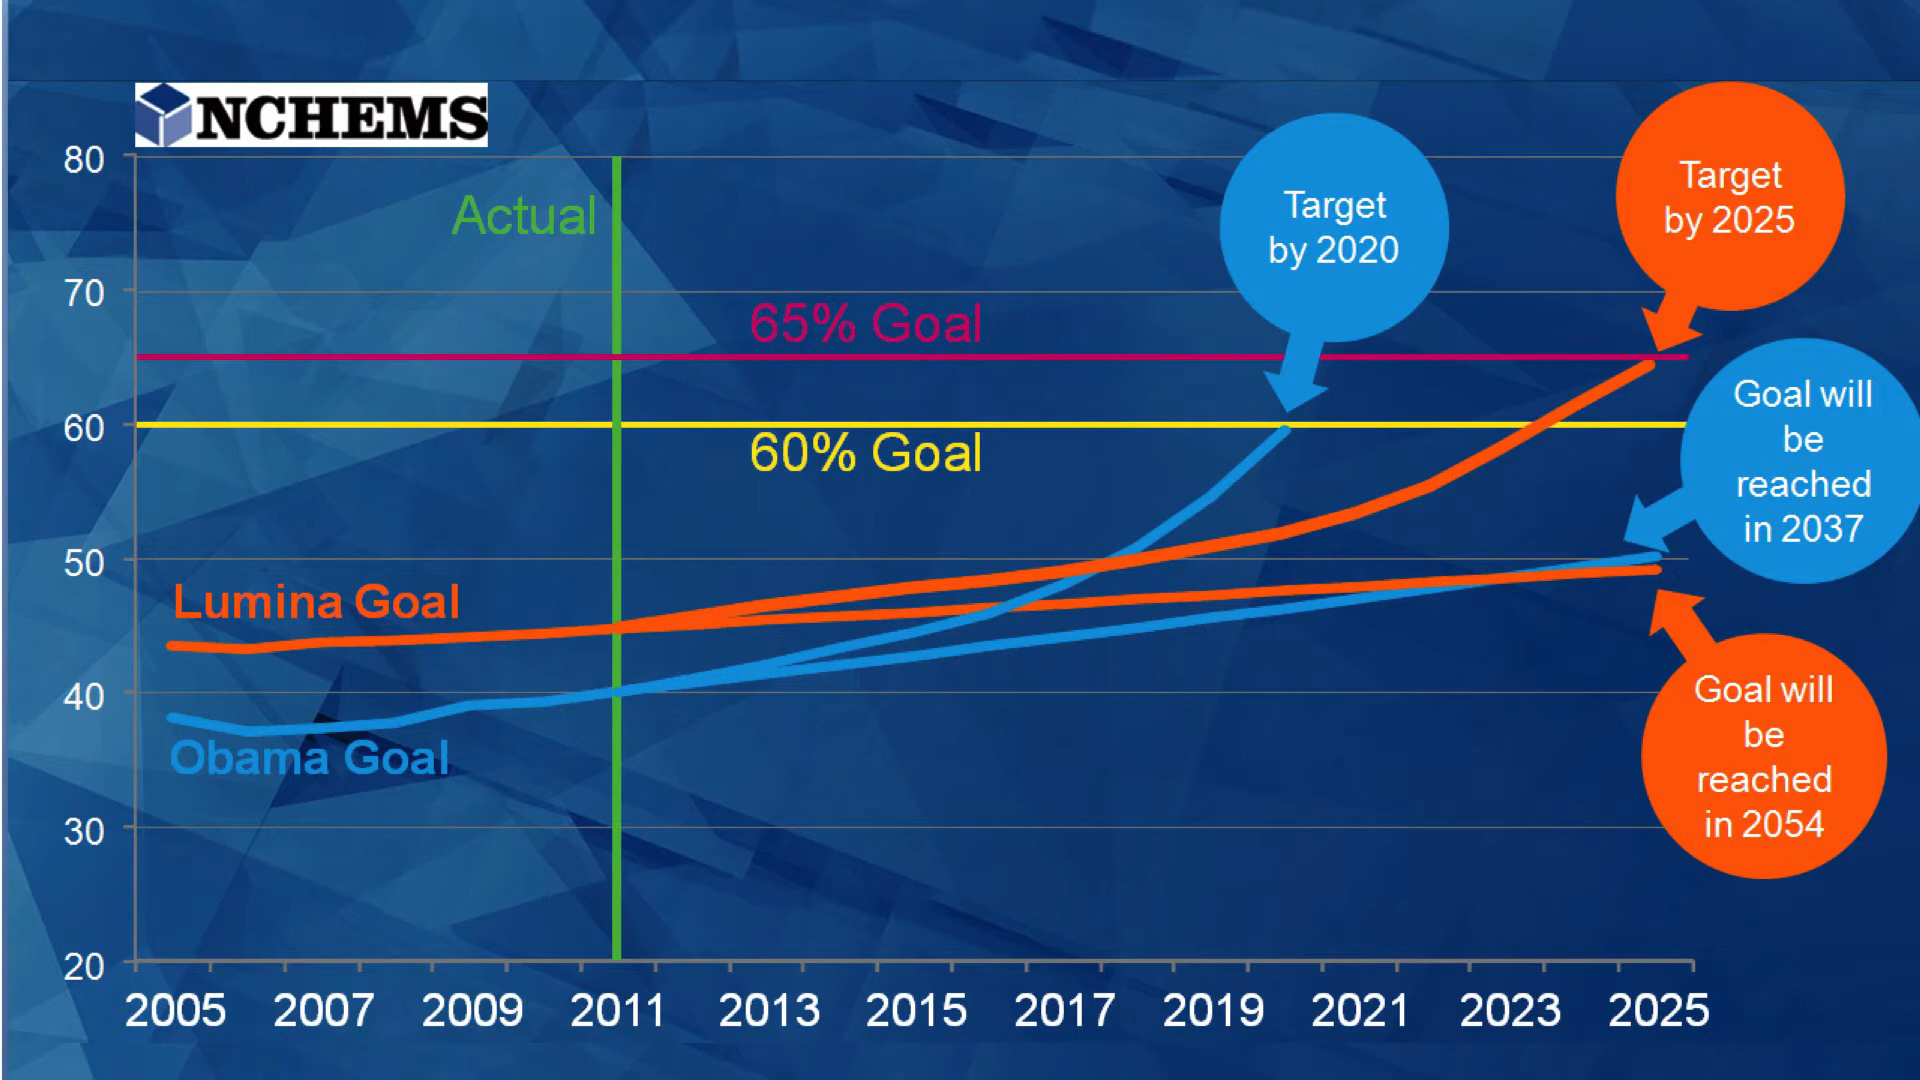 NCHEMS
80
70
60
50
40
30
20
Actual
65% Goal
60% Goal
Lumina Goal
Obama Goal
Target
by 2020
Target
by 2025
Goal will
be
reached
in 2037
Goal will
be
reached
in 2054
2005 2007 2009 2011 2013 2015 2017 2019 2021 2023 2025